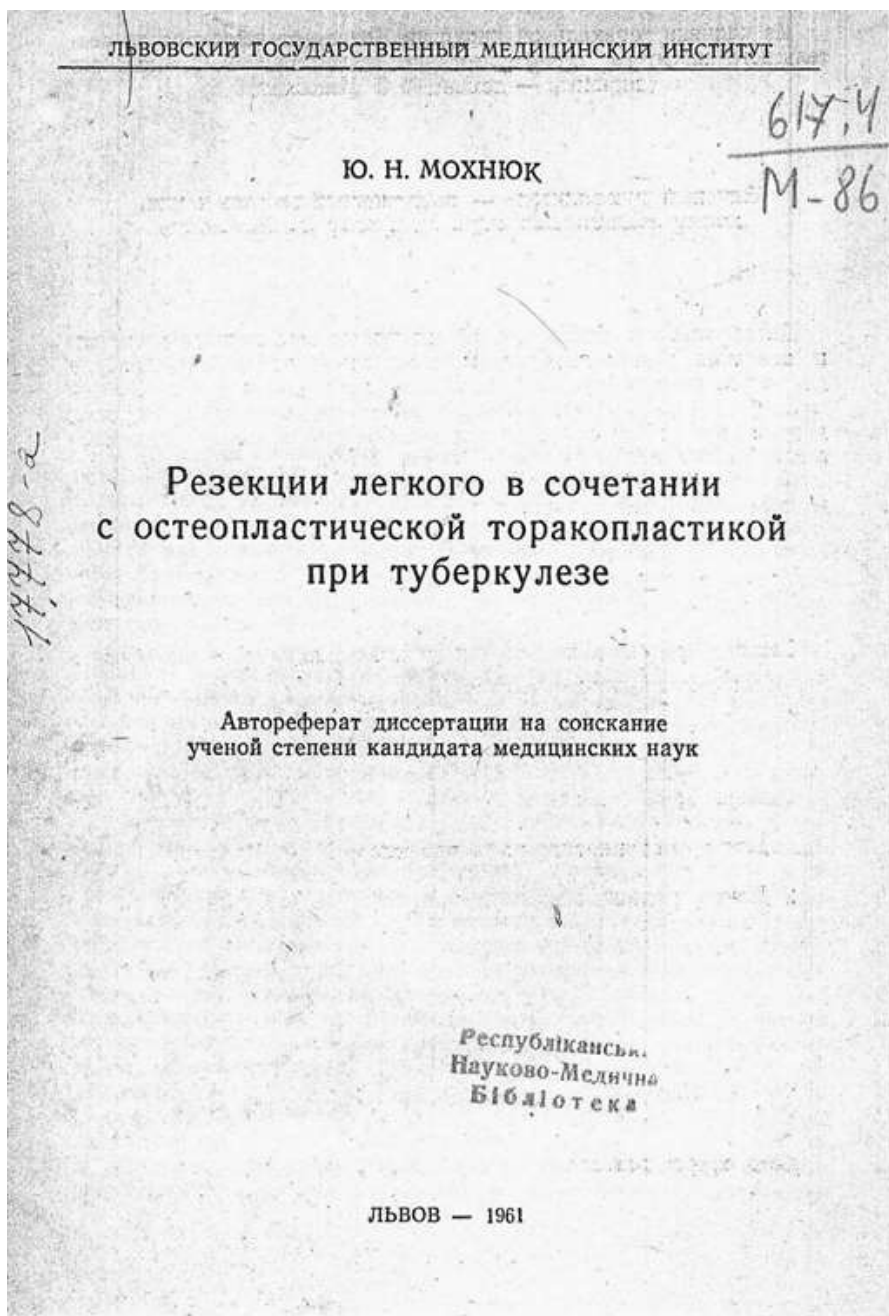 ЛЬВОВСКИЙ ГОСУДАРСТВЕННЫЙ МЕДИЦИНСКИЙ ИНСТИТУТ
617.4
М-86
Ю. Н. МОХНЮК
17778-а
Резекции легкого в сочетании
с остеопластической торакопластикой
при туберкулезе
Автореферат диссертации на соискание
ученой степени кандидата медицинских наук
Науково-Медична
Бібліотека
ЛЬВОВ — 1961